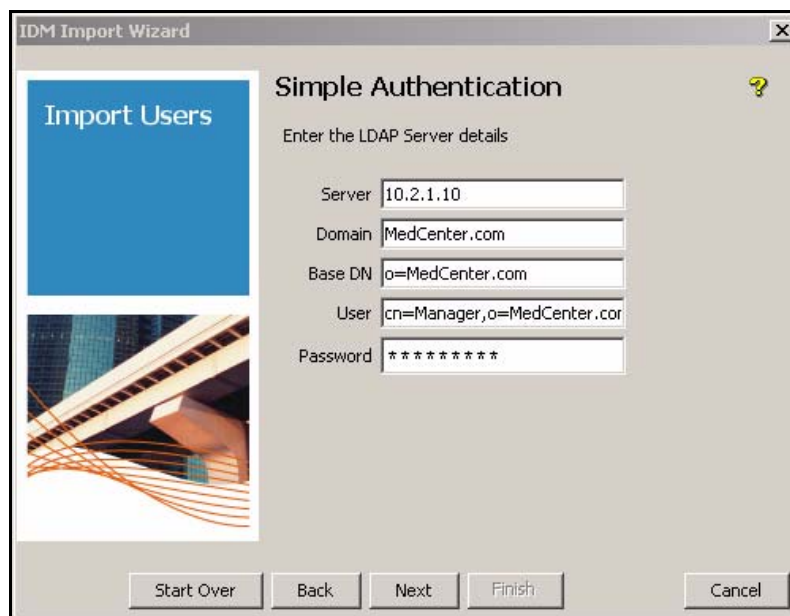 IDM Import Wizard
Import Users
Simple Authentication
Enter the LDAP Server details
Server 10.2.1.10
Domain MedCenter.com
Base DN o=MedCenter.com
User cn=Manager,o=MedCenter.cor
Password *********
Start Over Back Next Finish Cancel